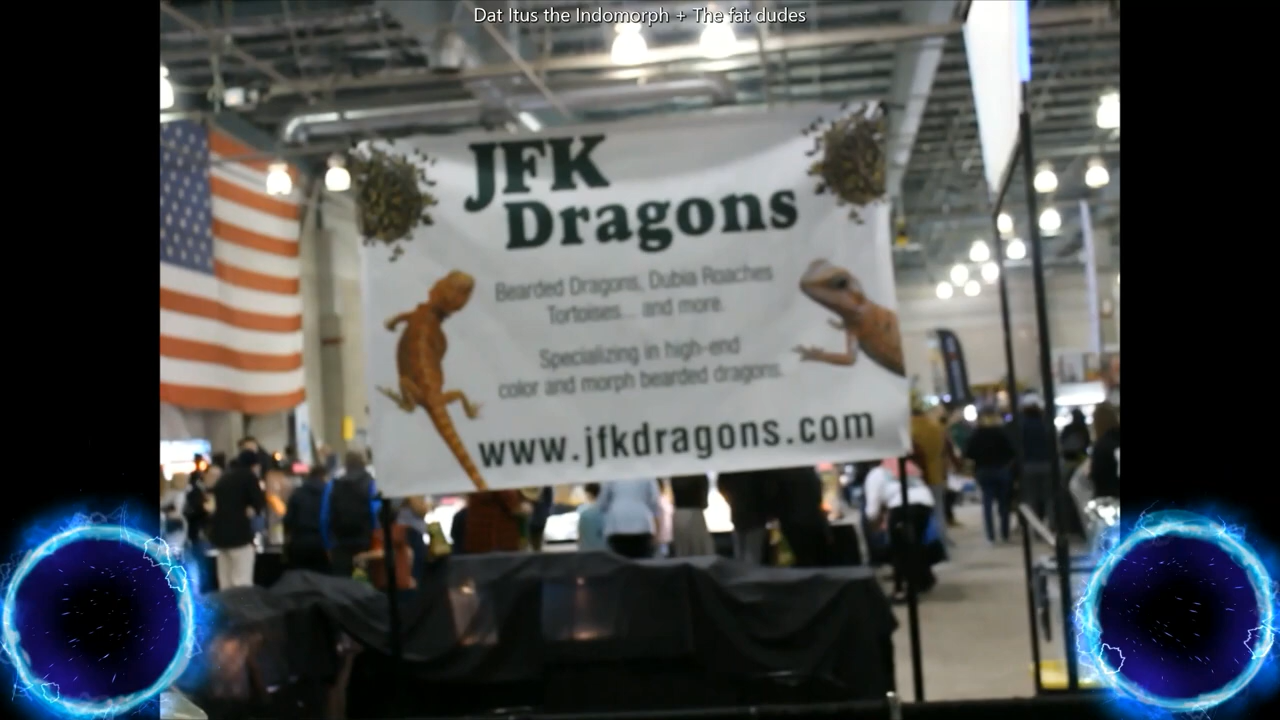 Dat Itus the Indomorph + The fat dudes
JFK
Dragons
Bearded Dragons, Dubia Roaches
Tortoises... and more.
Specializing in high-end
color and morph bearded dragons.
www.jfkdragons.com